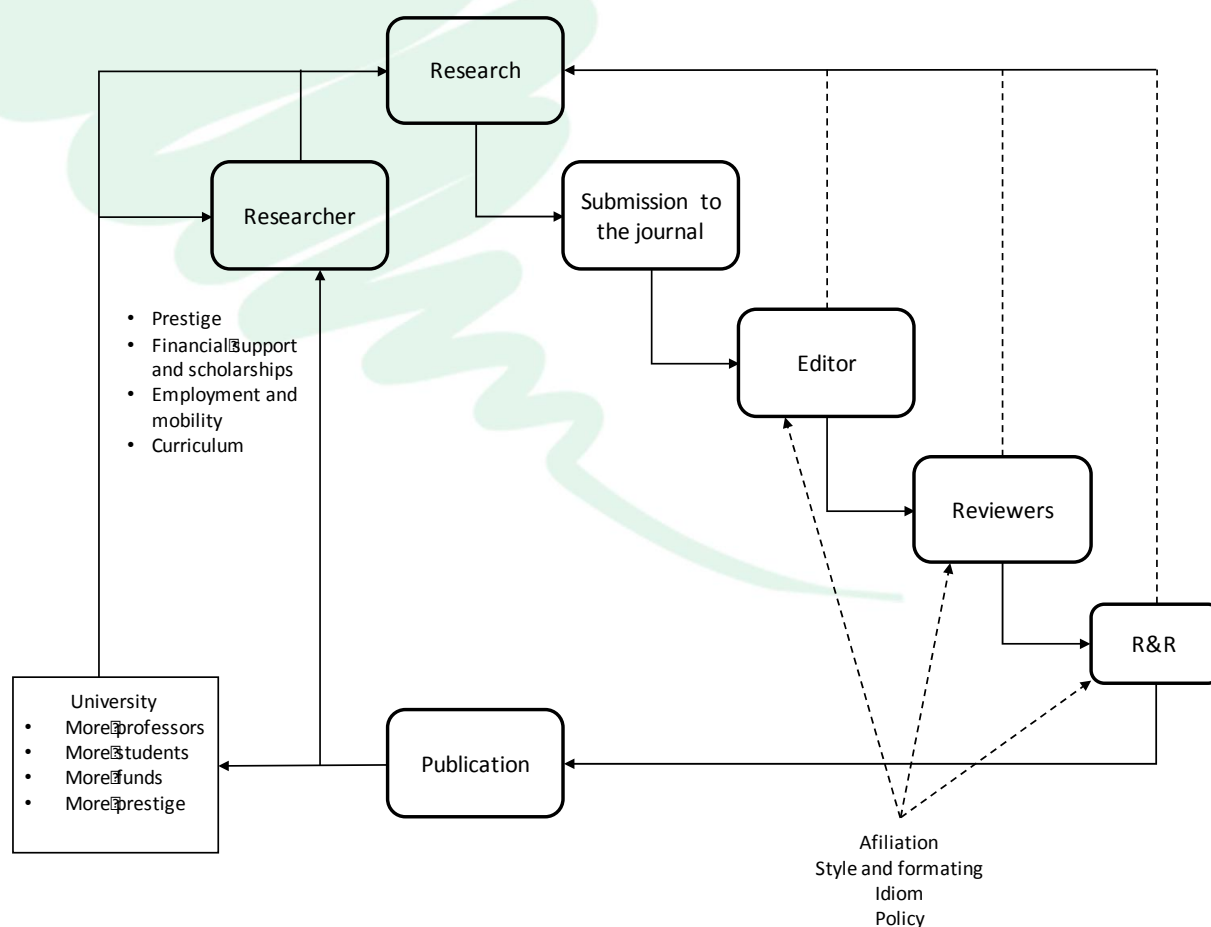 Research
Researcher
Submission to
the journal
Editor
Reviewers
R&R
• Prestige
• Financial support
and scholarships
• Employment and
mobility
• Curriculum
University
• More professors
• More students
• More funds
• More prestige
Publication
Afiliation
Style and formating
Idiom
Policy